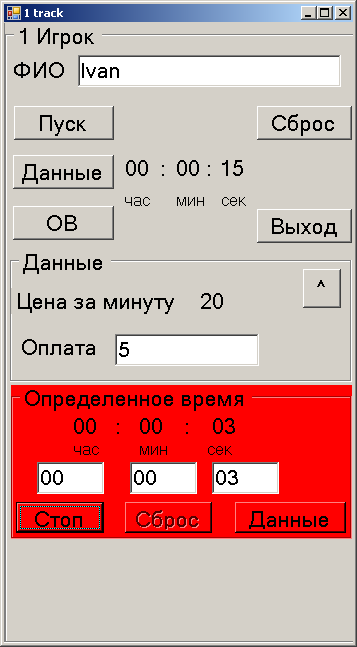 1 track
1 Игрок
ФИО Ivan
Пуск Сброс
Данные 00 : 00 : 15
час мин сек
ОВ Выход
Данные
^
Цена за минуту 20
Оплата 5
Определенное время
00 : 00 : 03
час мин сек
00 00 03
Стоп Сброс Данные